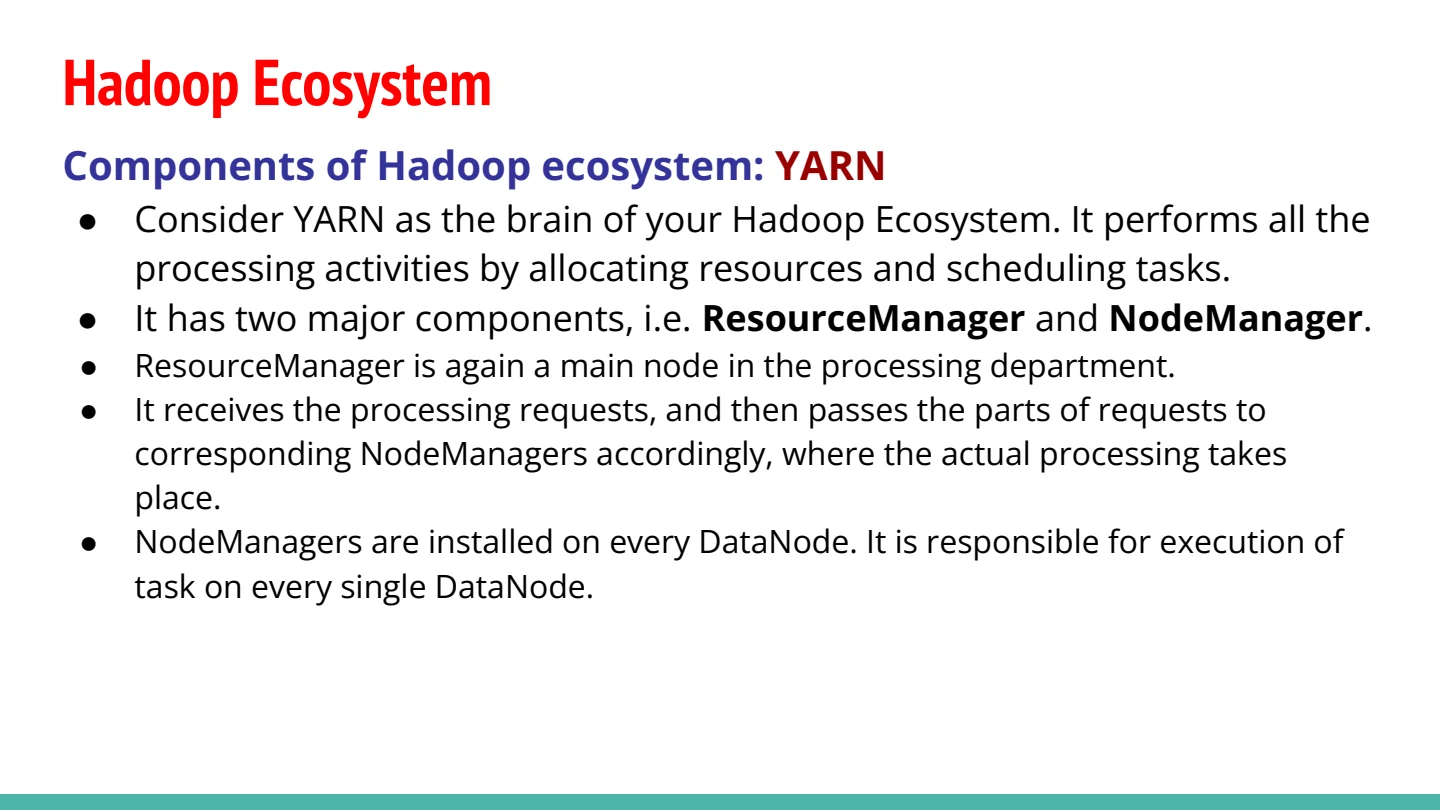 Hadoop Ecosystem
Components of Hadoop ecosystem: YARN
● Consider YARN as the brain of your Hadoop Ecosystem. It performs all the
processing activities by allocating resources and scheduling tasks.
● It has two major components, i.e. ResourceManager and NodeManager.
● ResourceManager is again a main node in the processing department.
● It receives the processing requests, and then passes the parts of requests to
corresponding NodeManagers accordingly, where the actual processing takes
place.
● NodeManagers are installed on every DataNode. It is responsible for execution of
task on every single DataNode.